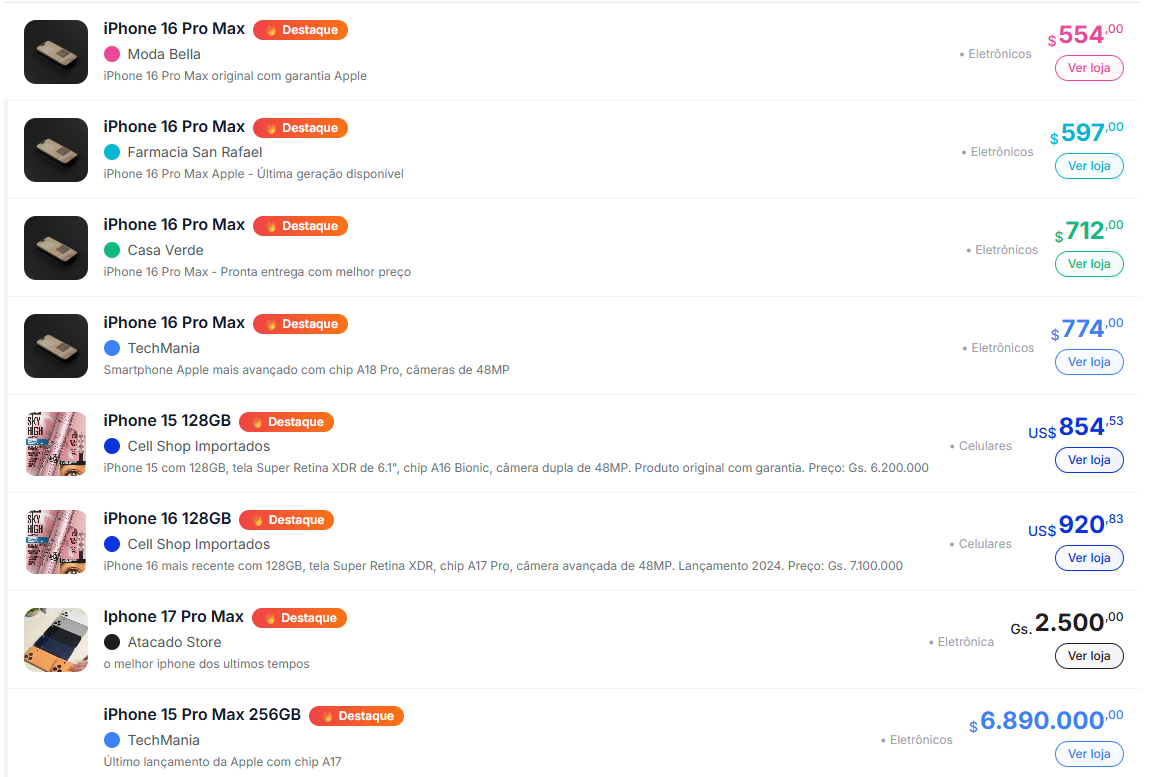 iPhone 16 Pro Max 🔥 Destaque
Moda Bella
iPhone 16 Pro Max original com garantia Apple
• Eletrônicos
$554,00
Ver loja
iPhone 16 Pro Max 🔥 Destaque
Farmacia San Rafael
iPhone 16 Pro Max Apple - Última geração disponível
• Eletrônicos
$597,00
Ver loja
iPhone 16 Pro Max 🔥 Destaque
Casa Verde
iPhone 16 Pro Max - Pronta entrega com melhor preço
• Eletrônicos
$712,00
Ver loja
iPhone 16 Pro Max 🔥 Destaque
TechMania
Smartphone Apple mais avançado com chip A18 Pro, câmeras de 48MP
• Eletrônicos
$774,00
Ver loja
SKY
HIGH
iPhone 15 128GB 🔥 Destaque
Cell Shop Importados
iPhone 15 com 128GB, tela Super Retina XDR de 6.1", chip A16 Bionic, câmera dupla de 48MP. Produto original com garantia. Preço: Gs. 6.200.000
• Celulares
US$854,53
Ver loja
SKY
HIGH
iPhone 16 128GB 🔥 Destaque
Cell Shop Importados
iPhone 16 mais recente com 128GB, tela Super Retina XDR, chip A17 Pro, câmera avançada de 48MP. Lançamento 2024. Preço: Gs. 7.100.000
• Celulares
US$920,83
Ver loja
Iphone 17 Pro Max 🔥 Destaque
Atacado Store
o melhor iphone dos ultimos tempos
• Eletrônica
Gs.2.500,00
Ver loja
iPhone 15 Pro Max 256GB 🔥 Destaque
TechMania
Último lançamento da Apple com chip A17
• Eletrônicos
$6.890.000,00
Ver loja